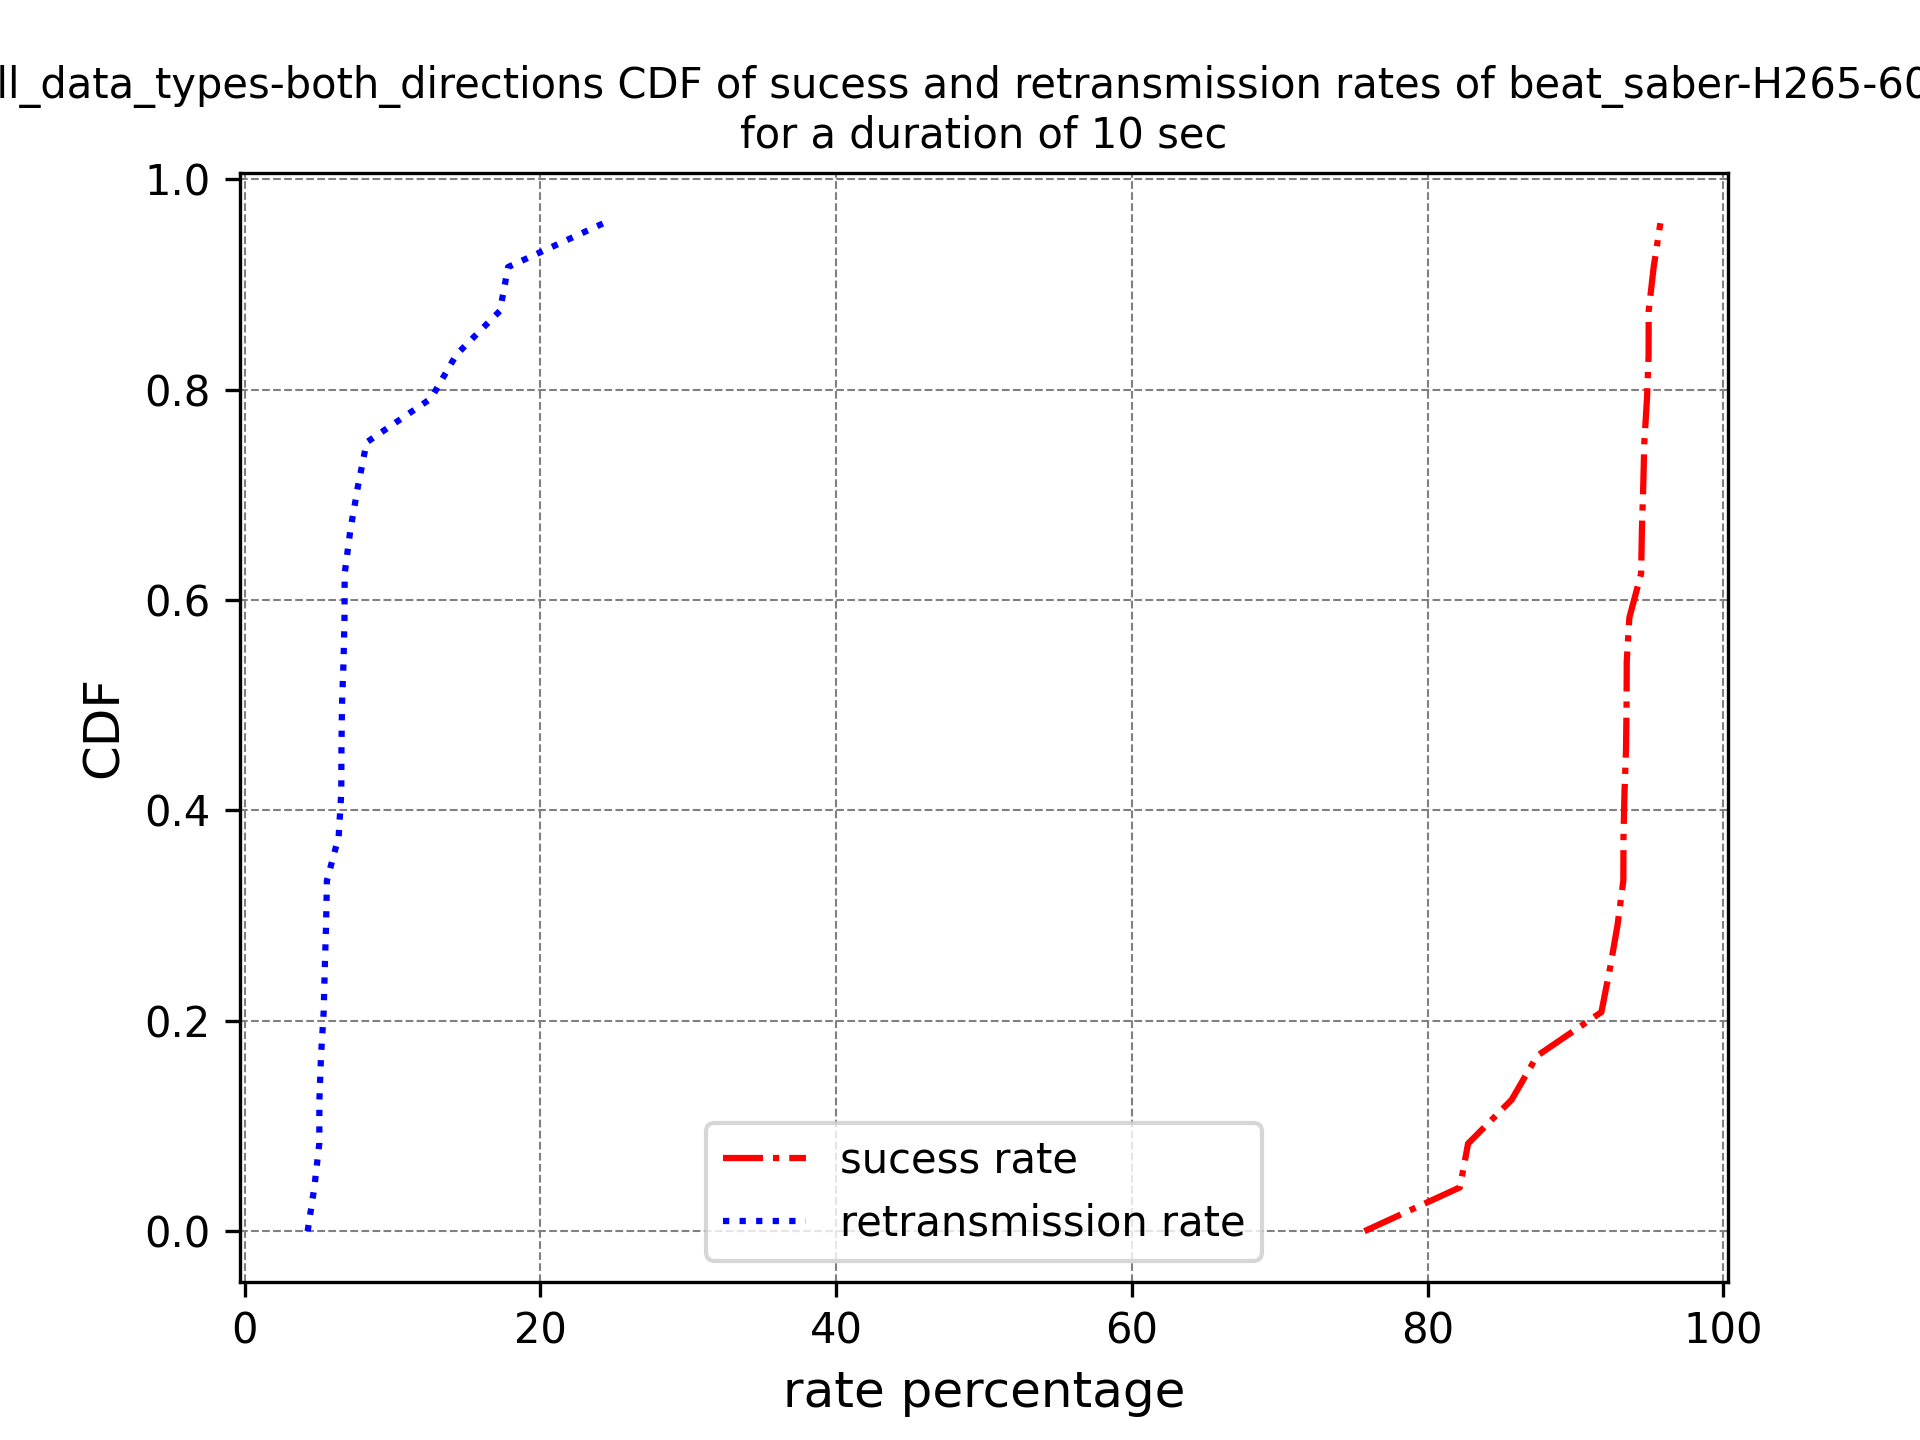 ll_data_types-both_directions CDF of sucess and retransmission rates of beat_saber-H265-60
for a duration of 10 sec
1.0
0.8
0.6
0.4
0.2
0.0
CDF
sucess rate
retransmission rate
0 20 40 60 80 100
rate percentage